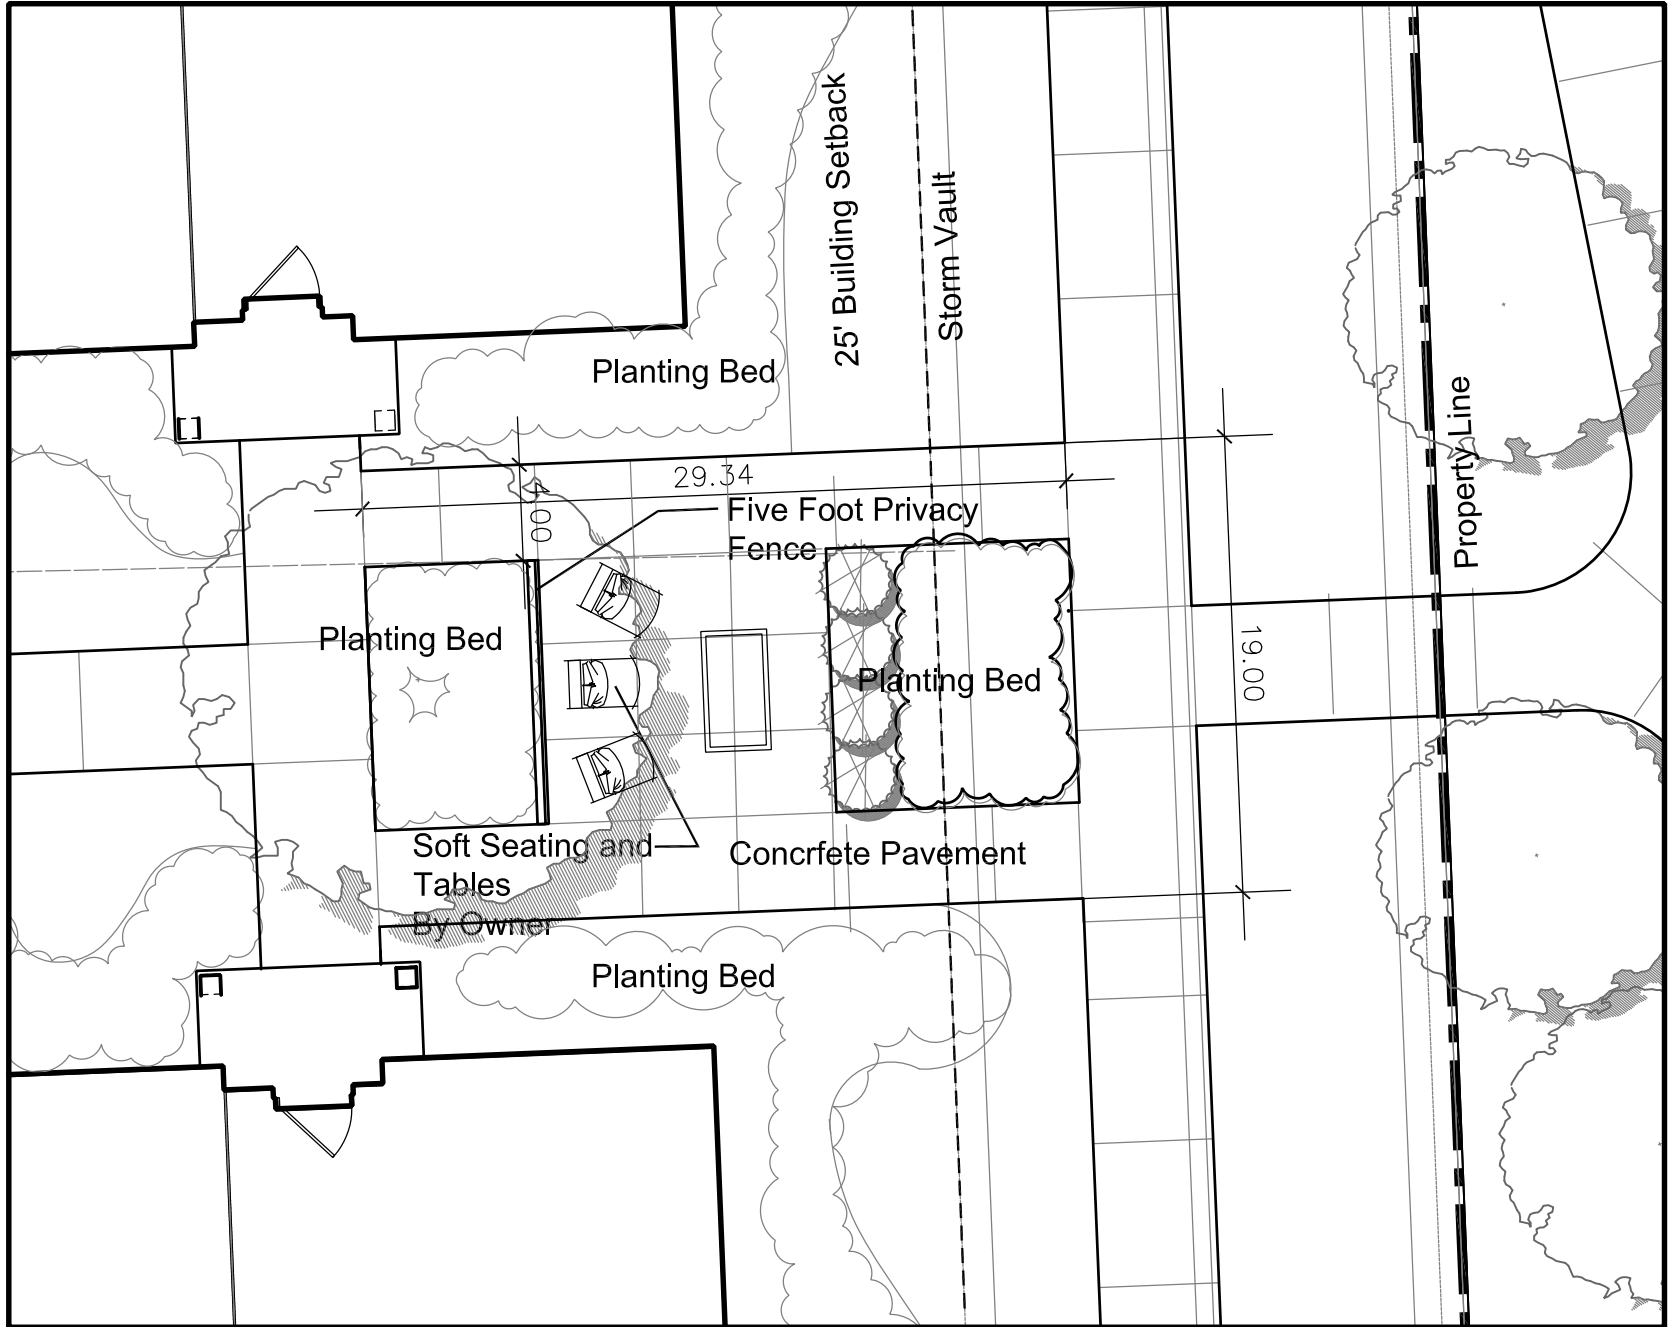 25' Building Setback
Storm Vault
Planting Bed
Property Line
29.34
4.00
Five Foot Privacy
Fence
Planting Bed
Planting Bed
19.00
Soft Seating and
Tables
By Owner
Concrfete Pavement
Planting Bed